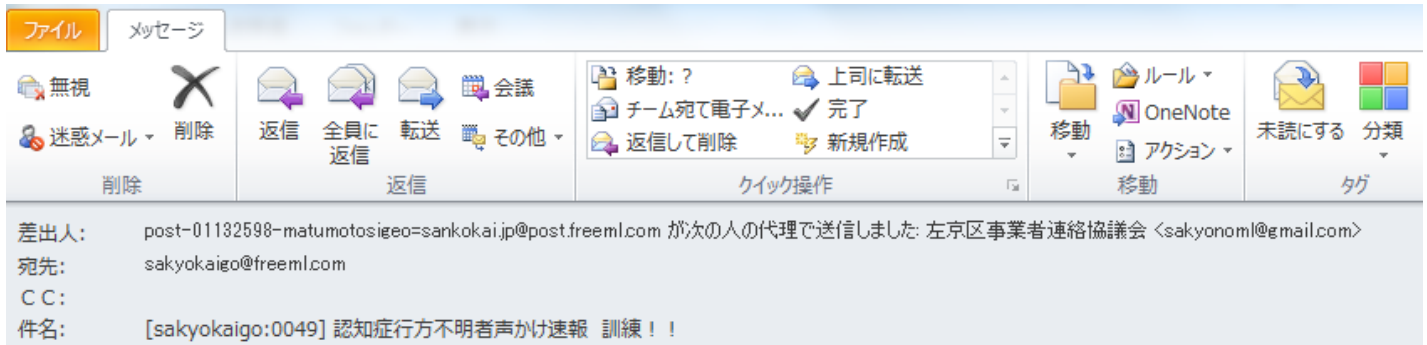 ファイル メッセージ
無視
迷惑メール
削除
削除
返信
全員に
返信
転送
会議
その他
返信
移動: ?
上司に転送
チーム宛て電子メ...
完了
返信して削除
新規作成
クイック操作
移動
ルール
OneNote
アクション
移動
未読にする
分類
タグ
差出人: post-01132598-matumotosigeo=sankokai.jp@post.freeml.com が次の人の代理で送信しました: 左京区事業者連絡協議会 <sakyonoml@gmail.com>
宛先: sakyokaigo@freeml.com
ＣＣ:
件名: [sakyokaigo:0049] 認知症行方不明者声かけ速報 訓練！！